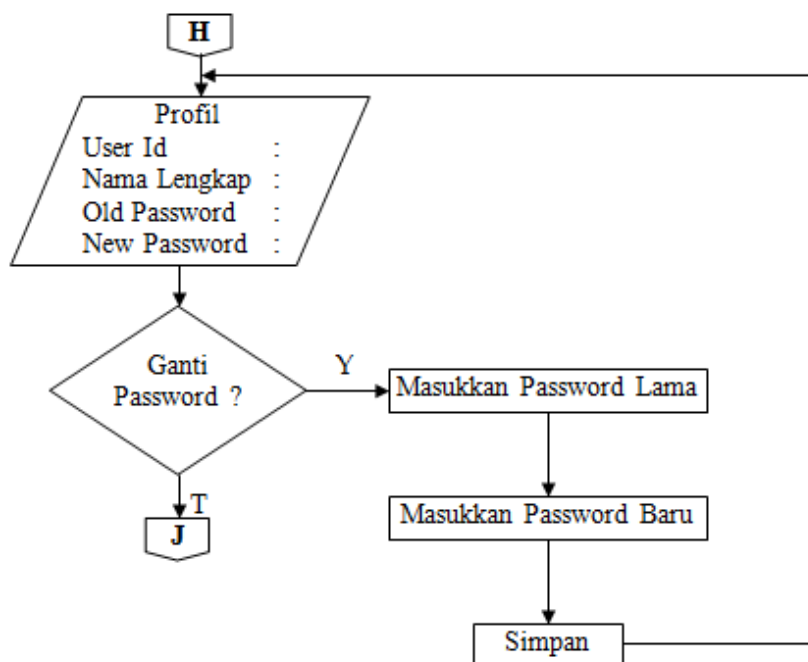 H
Profil
User Id :
Nama Lengkap :
Old Password :
New Password :
Ganti
Password ?
Y
Masukkan Password Lama
T
J
Masukkan Password Baru
Simpan